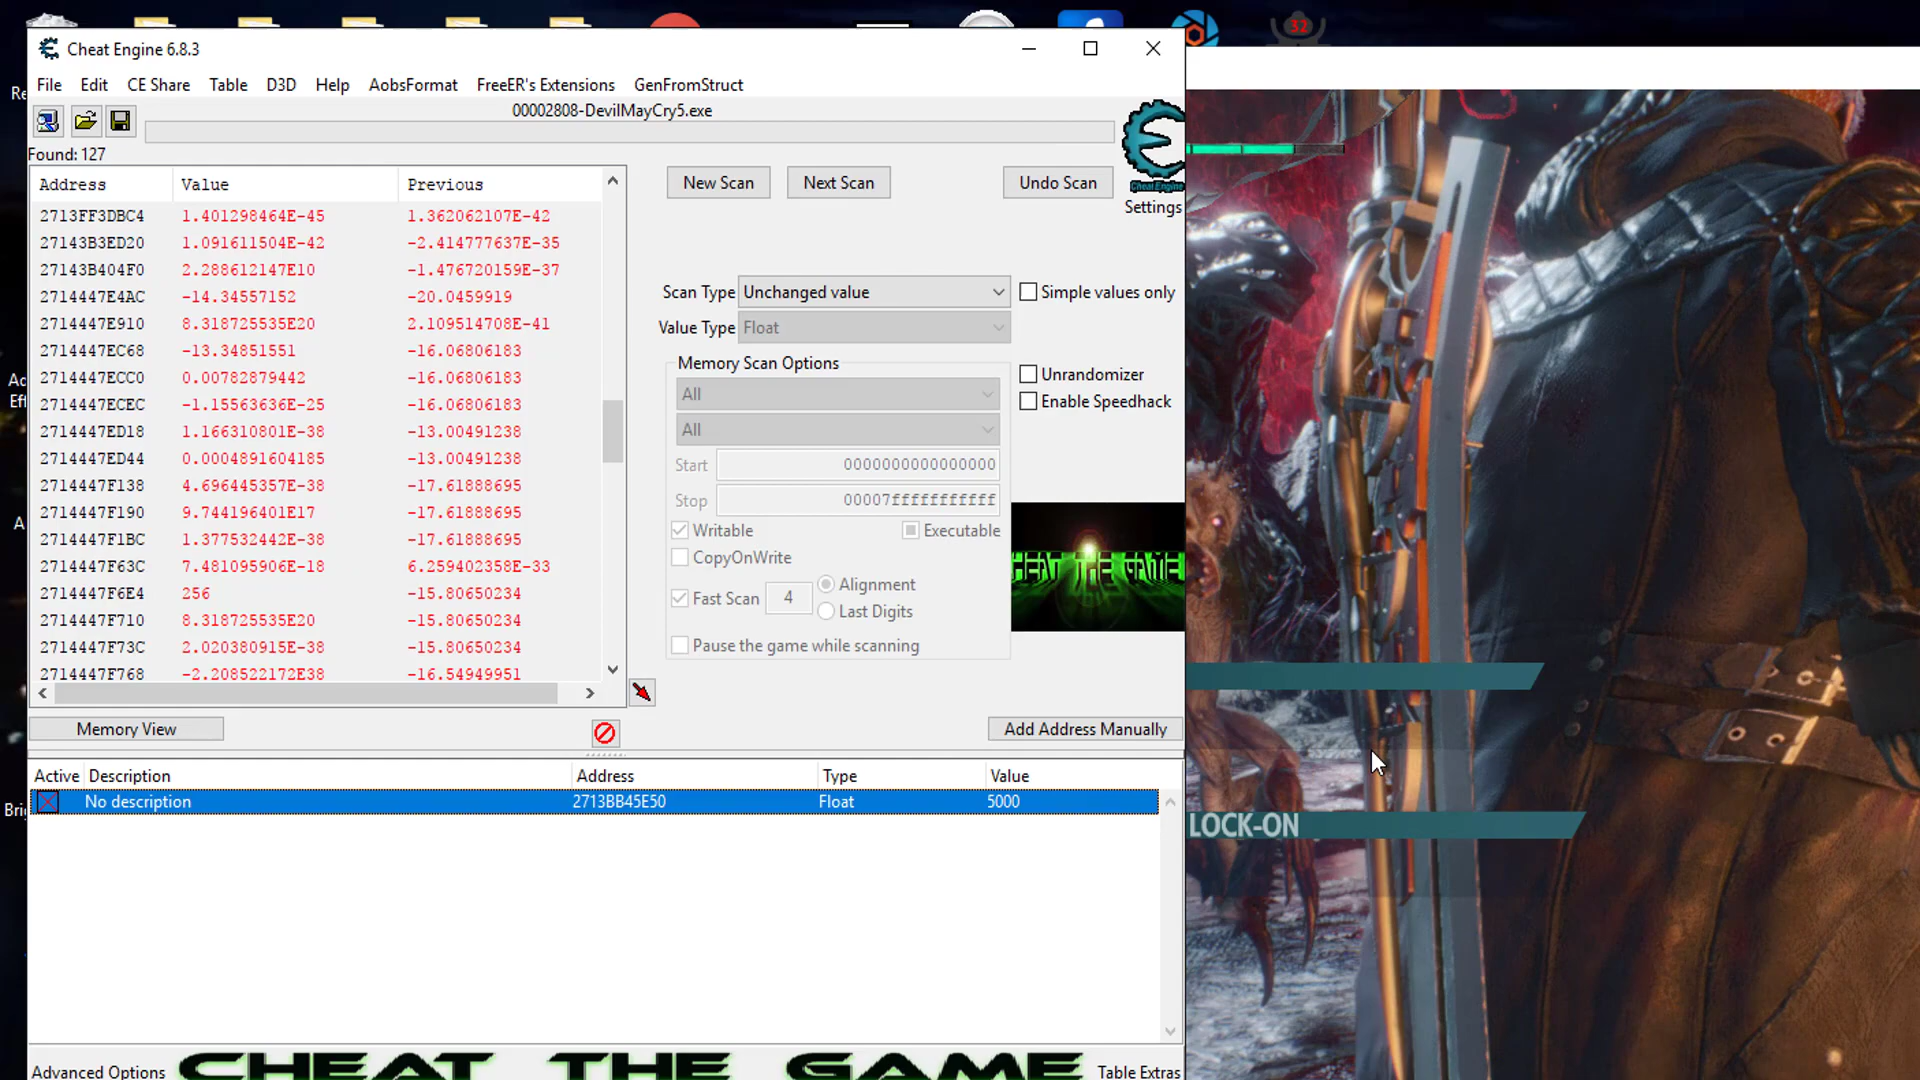 32
Cheat Engine 6.8.3
File Edit CE Share Table D3D Help AobsFormat FreeER's Extensions GenFromStruct
00002808-DevilMayCry5.exe
Found: 127
Address Value Previous
2713FF3DBC4 1.401298464E-45 1.362062107E-42
27143B3ED20 1.091611504E-42 -2.414777637E-35
27143B404F0 2.288612147E10 -1.476720159E-37
2714447E4AC -14.34557152 -20.0459919
2714447E910 8.318725535E20 2.109514708E-41
2714447EC68 -13.34851551 -16.06806183
2714447ECC0 0.00782879442 -16.06806183
2714447ECEC -1.15563636E-25 -16.06806183
2714447ED18 1.166310801E-38 -13.00491238
2714447ED44 0.0004891604185 -13.00491238
2714447F138 4.696445357E-38 -17.61888695
2714447F190 9.744196401E17 -17.61888695
2714447F1BC 1.377532442E-38 -17.61888695
2714447F63C 7.481095906E-18 6.259402358E-33
2714447F6E4 256 -15.80650234
2714447F710 8.318725535E20 -15.80650234
2714447F73C 2.020380915E-38 -15.80650234
2714447F768 -2.208522172E38 -16.54949951
New Scan Next Scan Undo Scan
Cheat Engine
Settings
Scan Type Unchanged value Simple values only
Value Type Float
Memory Scan Options
All
All
Unrandomizer
Enable Speedhack
Start 0000000000000000
Stop 00007fffffffffff
Writable Executable
CopyOnWrite
Fast Scan 4 Alignment
Last Digits
Pause the game while scanning
CHEAT THE GAME
Memory View
Add Address Manually
Active Description Address Type Value
No description 2713BB45E50 Float 5000
LOCK-ON
Advanced Options CHEAT THE GAME Table Extras